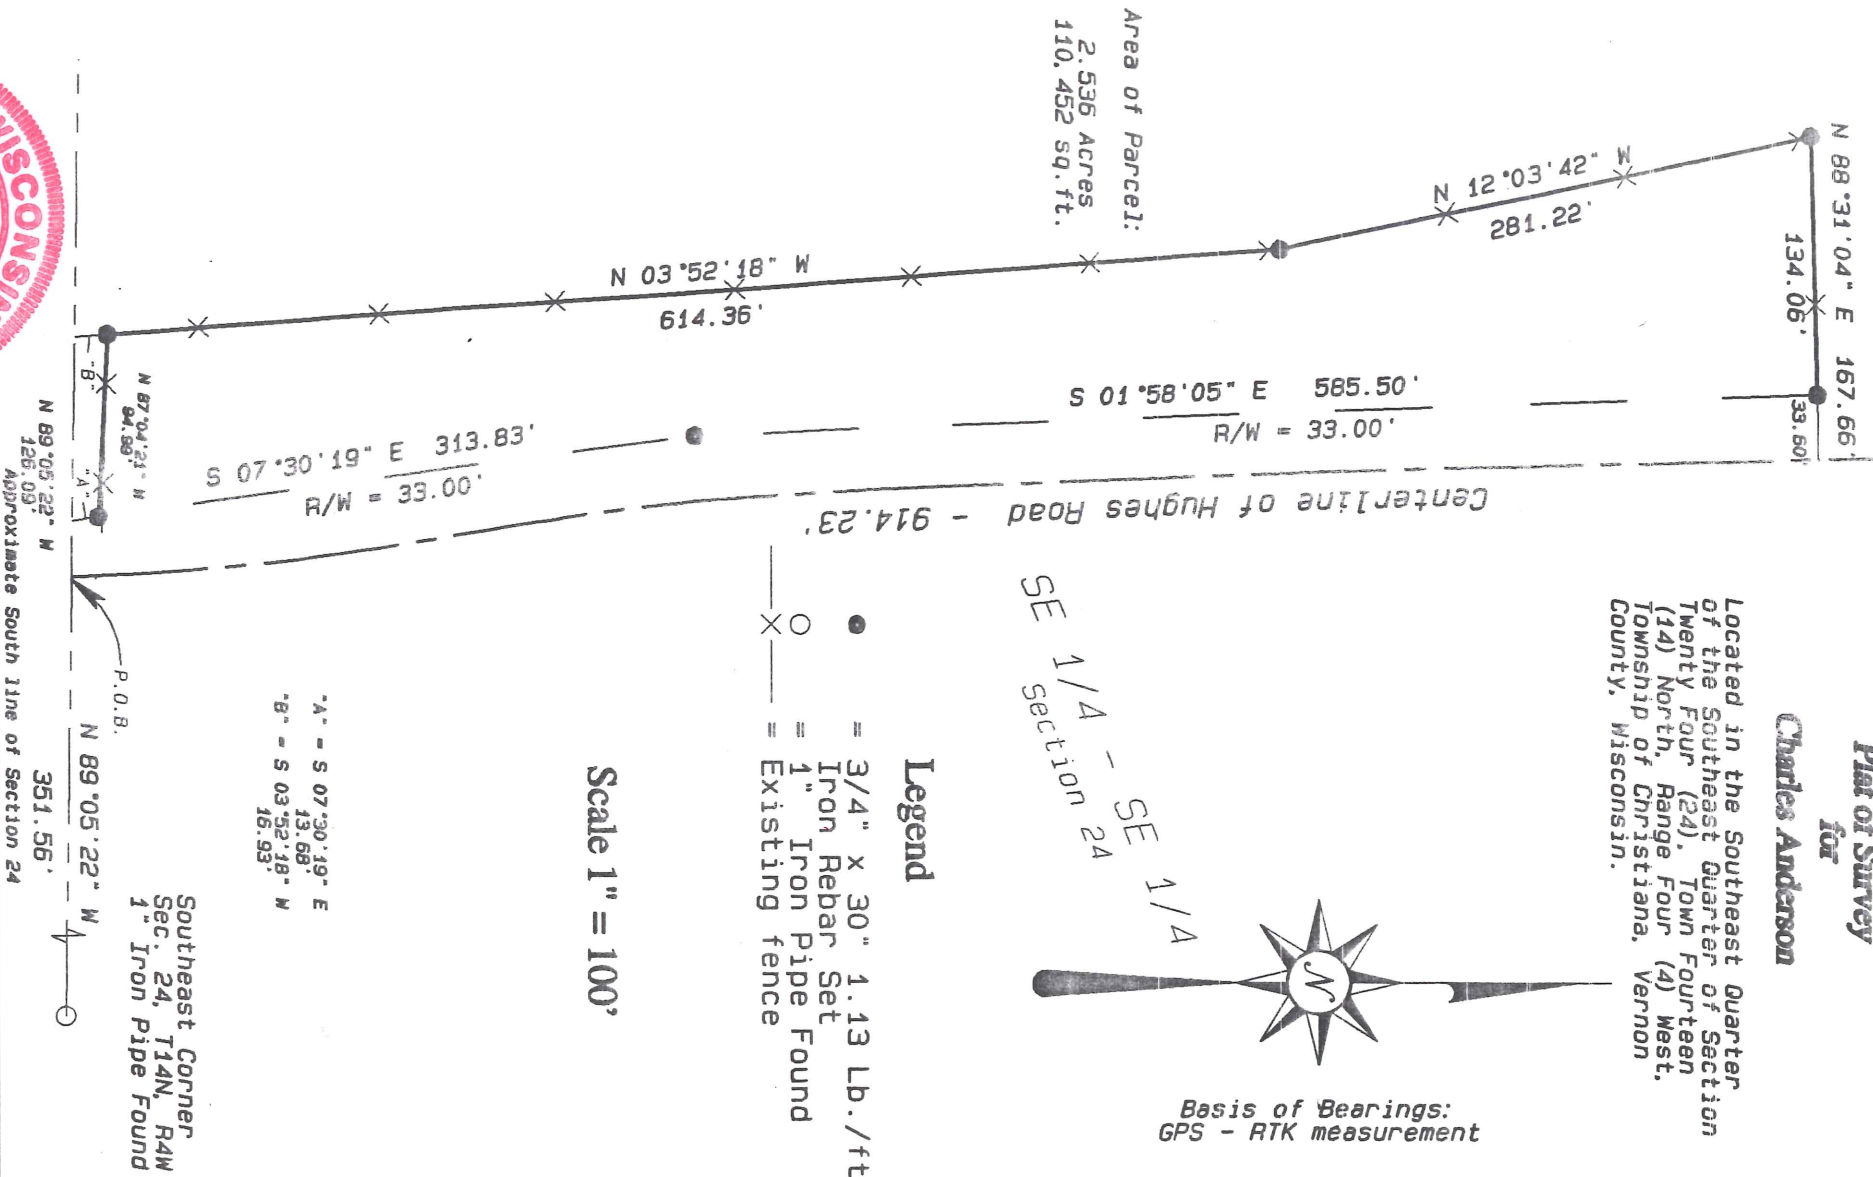 Plat of Survey
for
Charles Anderson
Located in the Southeast Quarter
of the Southeast Quarter of Section
Twenty Four (24), Town Fourteen
(14) North, Range Four (4) West,
Township of Christiana, Vernon
County, Wisconsin.
N 88°31'04" E 167.66'
134.06'
33.60'
N 12°03'42" W
281.22'
Area of Parcel:
2.536 Acres
110,452 sq.ft.
N 03°52'18" W
614.36'
S 01°58'05" E 585.50'
R/W = 33.00'
S 07°30'19" E 313.83'
R/W = 33.00'
Centerline of Hughes Road - 914.23'
SE 1/4 - SE 1/4
Section 24
Basis of Bearings:
GPS - RTK measurement
N
Legend
= 3/4" x 30" 1.13 Lb./ft
Iron Rebar Set
= 1" Iron Pipe Found
= Existing fence
Scale 1" = 100'
"A" = S 07°30'19" E
13.68'
"B" = S 03°52'18" W
16.93'
N 87°04'21" W
94.99'
"B"
"A"
P.O.B.
N 89°05'22" W
126.09'
N 89°05'22" W
351.56'
Approximate South line of Section 24
Southeast Corner
Sec. 24, T14N, R4W
1" Iron Pipe Found
WISCONSIN